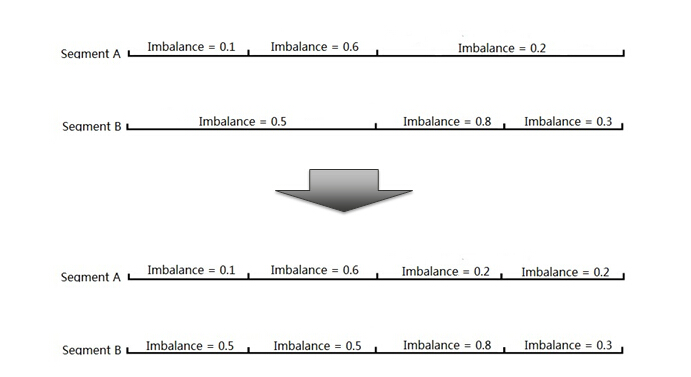 Segment A Imbalance = 0.1 Imbalance = 0.6 Imbalance = 0.2
Segment B Imbalance = 0.5 Imbalance = 0.8 Imbalance = 0.3
Segment A Imbalance = 0.1 Imbalance = 0.6 Imbalance = 0.2 Imbalance = 0.2
Segment B Imbalance = 0.5 Imbalance = 0.5 Imbalance = 0.8 Imbalance = 0.3